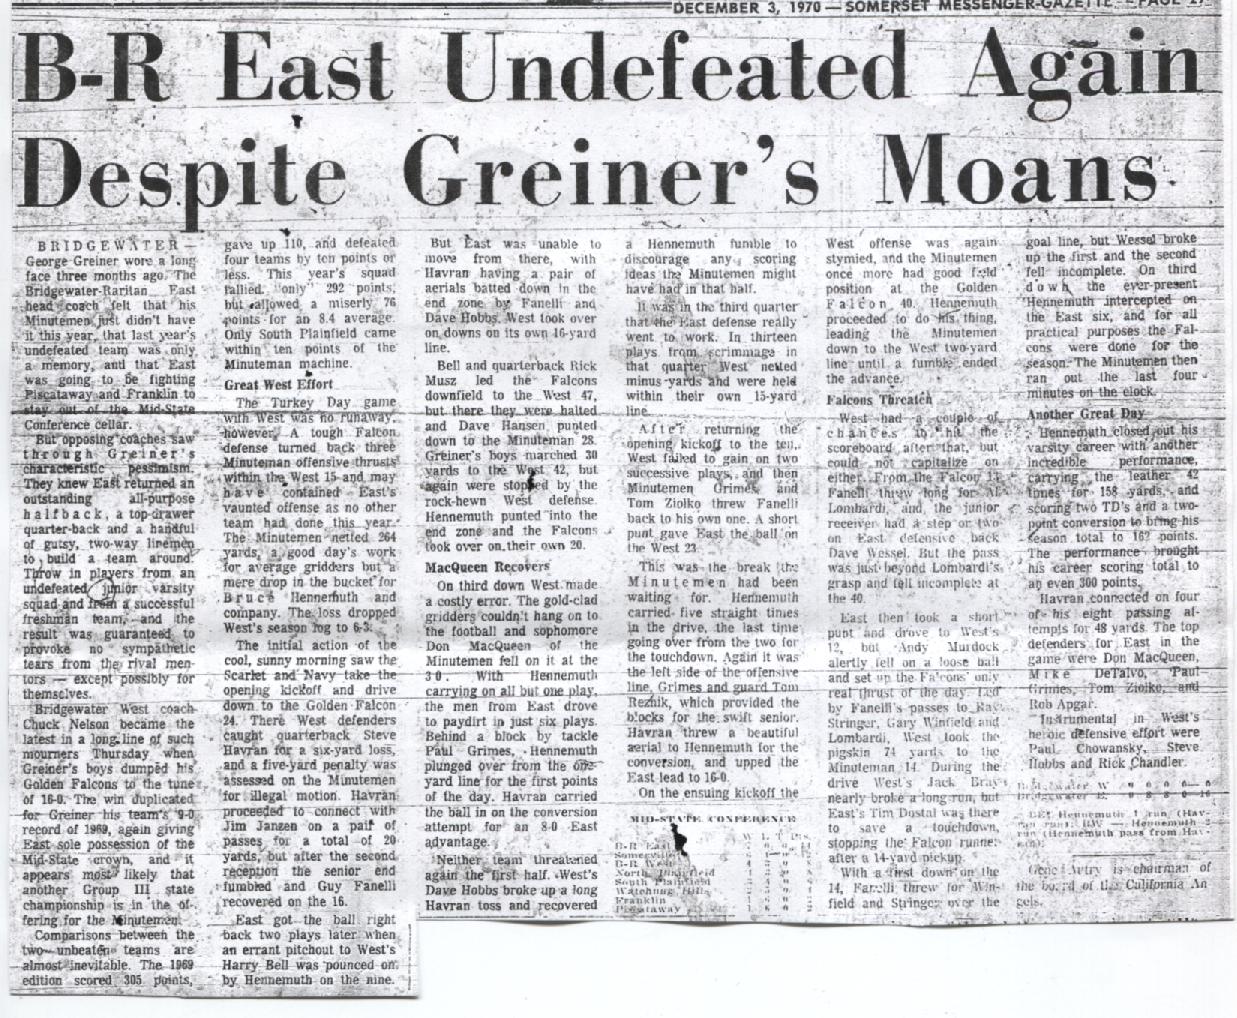 DECEMBER 3, 1970 — SOMERSET MESSENGER-GAZETTE — PAGE
B-R East Undefeated Again
Despite Greiner's Moans
BRIDGEWATER —
George Greiner wore a long
face three months ago. The
Bridgewater-Raritan East
head coach felt that his
Minutemen just didn't have
it this year, that last year's
undefeated team was only
a memory, and that East
was going to be fighting
Piscataway and Franklin to
stay out of the Mid-State
Conference cellar.
But opposing coaches saw
through Greiner's
characteristic pessimism.
They knew East returned an
outstanding all-purpose
halfback, a top-drawer
quarter-back and a handful
of gutsy, two-way linemen
to build a team around.
Throw in players from an
undefeated junior varsity
squad and from a successful
freshman team, and the
result was guaranteed to
provoke no sympathetic
tears from the rival men-
tors — except possibly for
themselves.
Bridgewater West coach
Chuck Nelson became the
latest in a long line of such
mourners Thursday when
Greiner's boys dumped his
Golden Falcons to the tune
of 16-0. The win duplicated
for Greiner his team's 9-0
record of 1969, again giving
East sole possession of the
Mid-State crown, and it
appears most likely that
another Group III state
championship is in the of-
fering for the Minutemen.
Comparisons between the
two unbeaten teams are
almost inevitable. The 1969
edition scored 305 points,
gave up 110, and defeated
four teams by ten points or
less. This year's squad
tallied "only" 292 points,
but allowed a miserly 76
points for an 8.4 average.
Only South Plainfield came
within ten points of the
Minuteman machine.
Great West Effort
The Turkey Day game
with West was no runaway,
however. A tough Falcon
defense turned back three
Minuteman offensive thrusts
within the West 15 and may
have contained East's
vaunted offense as no other
team had done this year.
The Minutemen netted 264
yards, a good day's work
for average gridders but a
mere drop in the bucket for
Bruce Hennemuth and
company. The loss dropped
West's season log to 6-3.
The initial action of the
cool, sunny morning saw the
Scarlet and Navy take the
opening kickoff and drive
down to the Golden Falcon
24. There West defenders
caught quarterback Steve
Havran for a six-yard loss,
and a five-yard penalty was
assessed on the Minutemen
for illegal motion. Havran
proceeded to connect with
Jim Janzen on a pair of
passes for a total of 20
yards, but after the second
reception the senior end
fumbled and Guy Fanelli
recovered on the 16.
East got the ball right
back two plays later when
an errant pitchout to West's
Harry Bell was pounced on
by Hennemuth on the nine.
But East was unable to
move from there, with
Havran having a pair of
aerials batted down in the
end zone by Fanelli and
Dave Hobbs. West took over
on downs on its own 16-yard
line.
Bell and quarterback Rick
Musz led the Falcons
downfield to the West 47,
but there they were halted
and Dave Hansen punted
down to the Minuteman 28.
Greiner's boys marched 30
yards to the West 42, but
again were stopped by the
rock-hewn West defense.
Hennemuth punted into the
end zone and the Falcons
took over on their own 20.
MacQueen Recovers
On third down West made
a costly error. The gold-clad
gridders couldn't hang on to
the football and sophomore
Don MacQueen of the
Minutemen fell on it at the
30. With Hennemuth
carrying on all but one play,
the men from East drove
to paydirt in just six plays.
Behind a block by tackle
Paul Grimes, Hennemuth
plunged over from the one-
yard line for the first points
of the day. Havran carried
the ball in on the conversion
attempt for an 8-0 East
advantage.
Neither team threatened
again the first half. West's
Dave Hobbs broke up a long
Havran toss and recovered
a Hennemuth fumble to
discourage any scoring
ideas the Minutemen might
have had in that half.
It was in the third quarter
that the East defense really
went to work. In thirteen
plays from scrimmage in
that quarter West netted
minus yards and were held
within their own 15-yard
line.
After returning the
opening kickoff to the ten,
West failed to gain on two
successive plays, and then
Minutemen Grimes and
Tom Ziolko threw Fanelli
back to his own one. A short
punt gave East the ball on
the West 23.
This was the break the
Minutemen had been
waiting for. Hennemuth
carried five straight times
in the drive, the last time
going over from the two for
the touchdown. Again it was
the left side of the offensive
line, Grimes and guard Tom
Reznik, which provided the
blocks for the swift senior.
Havran threw a beautiful
aerial to Hennemuth for the
conversion, and upped the
East lead to 16-0.
On the ensuing kickoff the
MID-STATE CONFERENCE
W L T Pts.
B-R East
Somerville
B-R West
North Plainfield
South Plainfield
Watchung Hills
Franklin
Piscataway
West offense was again
stymied, and the Minutemen
once more had good field
position at the Golden
Falcon 40. Hennemuth
proceeded to do his thing,
leading the Minutemen
down to the West two-yard
line until a fumble ended
the advance.
Falcons Threaten
West had a couple of
chances to hit the
scoreboard after that, but
could not capitalize on
either. From the Falcon
Fanelli threw long for Al
Lombardi, and the junior
receiver had a step or two
on East defensive back
Dave Wessel. But the pass
was just beyond Lombardi's
grasp and fell incomplete at
the 40.
East then took a short
punt and drove to West's
12, but Andy Murdock
alertly fell on a loose ball
and set up the Falcons' only
real thrust of the day. Led
by Fanelli's passes to Ray
Stringer, Gary Winfield and
Lombardi, West took the
pigskin 74 yards to the
Minuteman 14. During the
drive West's Jack Bray
nearly broke a long run, but
East's Tim Dostal was there
to save a touchdown,
stopping the Falcon runner
after a 14-yard pickup.
With a first down on the
14, Fanelli threw for Win-
field and Stringer over the
goal line, but Wessel broke
up the first and the second
fell incomplete. On third
down the ever-present
Hennemuth intercepted on
the East six, and for all
practical purposes the Fal-
cons were done for the
season. The Minutemen then
ran out the last four
minutes on the clock.
Another Great Day
Hennemuth closed out his
varsity career with another
incredible performance,
carrying the leather 42
times for 158 yards, and
scoring two TD's and a two-
point conversion to bring his
season total to 162 points.
The performance brought
his career scoring total to
an even 300 points.
Havran connected on four
of his eight passing at-
tempts for 48 yards. The top
defenders for East in the
game were Don MacQueen,
Mike DeTalvo, Paul
Grimes, Tom Ziolko, and
Rob Apgar.
Instrumental in West's
heroic defensive effort were
Paul Chowansky, Steve
Hobbs and Rick Chandler.
Bridgewater W. 0 0 0 0— 0
Bridgewater E. 0 8 8 0—16
BE: Hennemuth 1 run (Hav-
ran run); BW — Hennemuth 2
run (Hennemuth pass from Hav-
ran).
Gene Autry is chairman of
the board of the California An
gels.